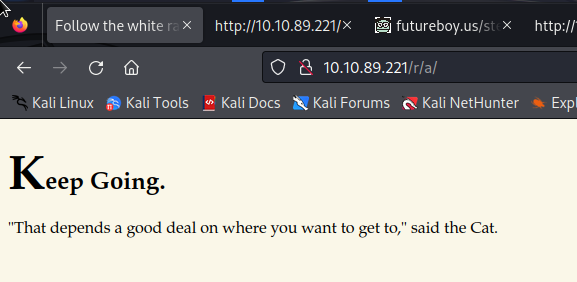 Follow the white ra
http://10.10.89.221/
futureboy.us/ste
http://
10.10.89.221/r/a/
Kali Linux
Kali Tools
Kali Docs
Kali Forums
Kali NetHunter
Expl
Keep Going.
"That depends a good deal on where you want to get to," said the Cat.